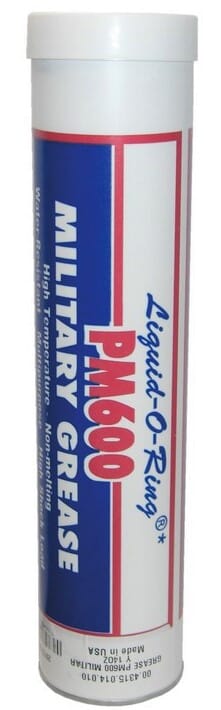 Liquid-O-Ring®*
PM600
MILITARY GREASE
High Temperature - Non-melting
Water Resistant - Multipurpose - High Shock Load
00.4315.014.010
GREASE PM600 MILITAR
Y 14OZ
Made in USA